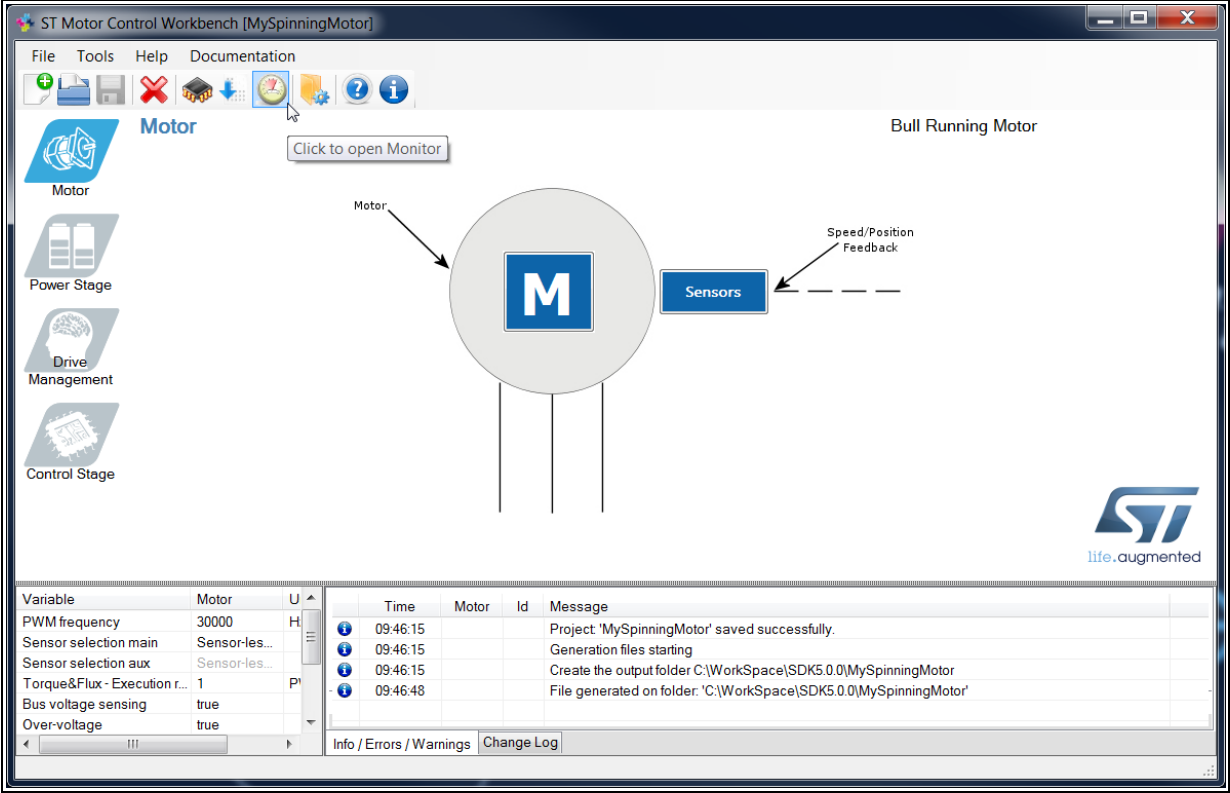 ST Motor Control Workbench [MySpinningMotor]
File Tools Help Documentation
Motor
Bull Running Motor
Click to open Monitor
Motor
Power Stage
Drive
Management
Control Stage
Motor
M
Sensors
Speed/Position
Feedback
ST
life.augmented
Variable Motor U
PWM frequency 30000
Sensor selection main Sensor-les...
Sensor selection aux Sensor-les...
Torque&Flux - Execution r... 1
Bus voltage sensing true
Over-voltage true
Time Motor Id Message
09:46:15 Project 'MySpinningMotor' saved successfully.
09:46:15 Generation files starting
09:46:15 Create the output folder C:\WorkSpace\SDK5.0.0\MySpinningMotor
09:46:48 File generated on folder: 'C:\WorkSpace\SDK5.0.0\MySpinningMotor'
Info / Errors / Warnings Change Log